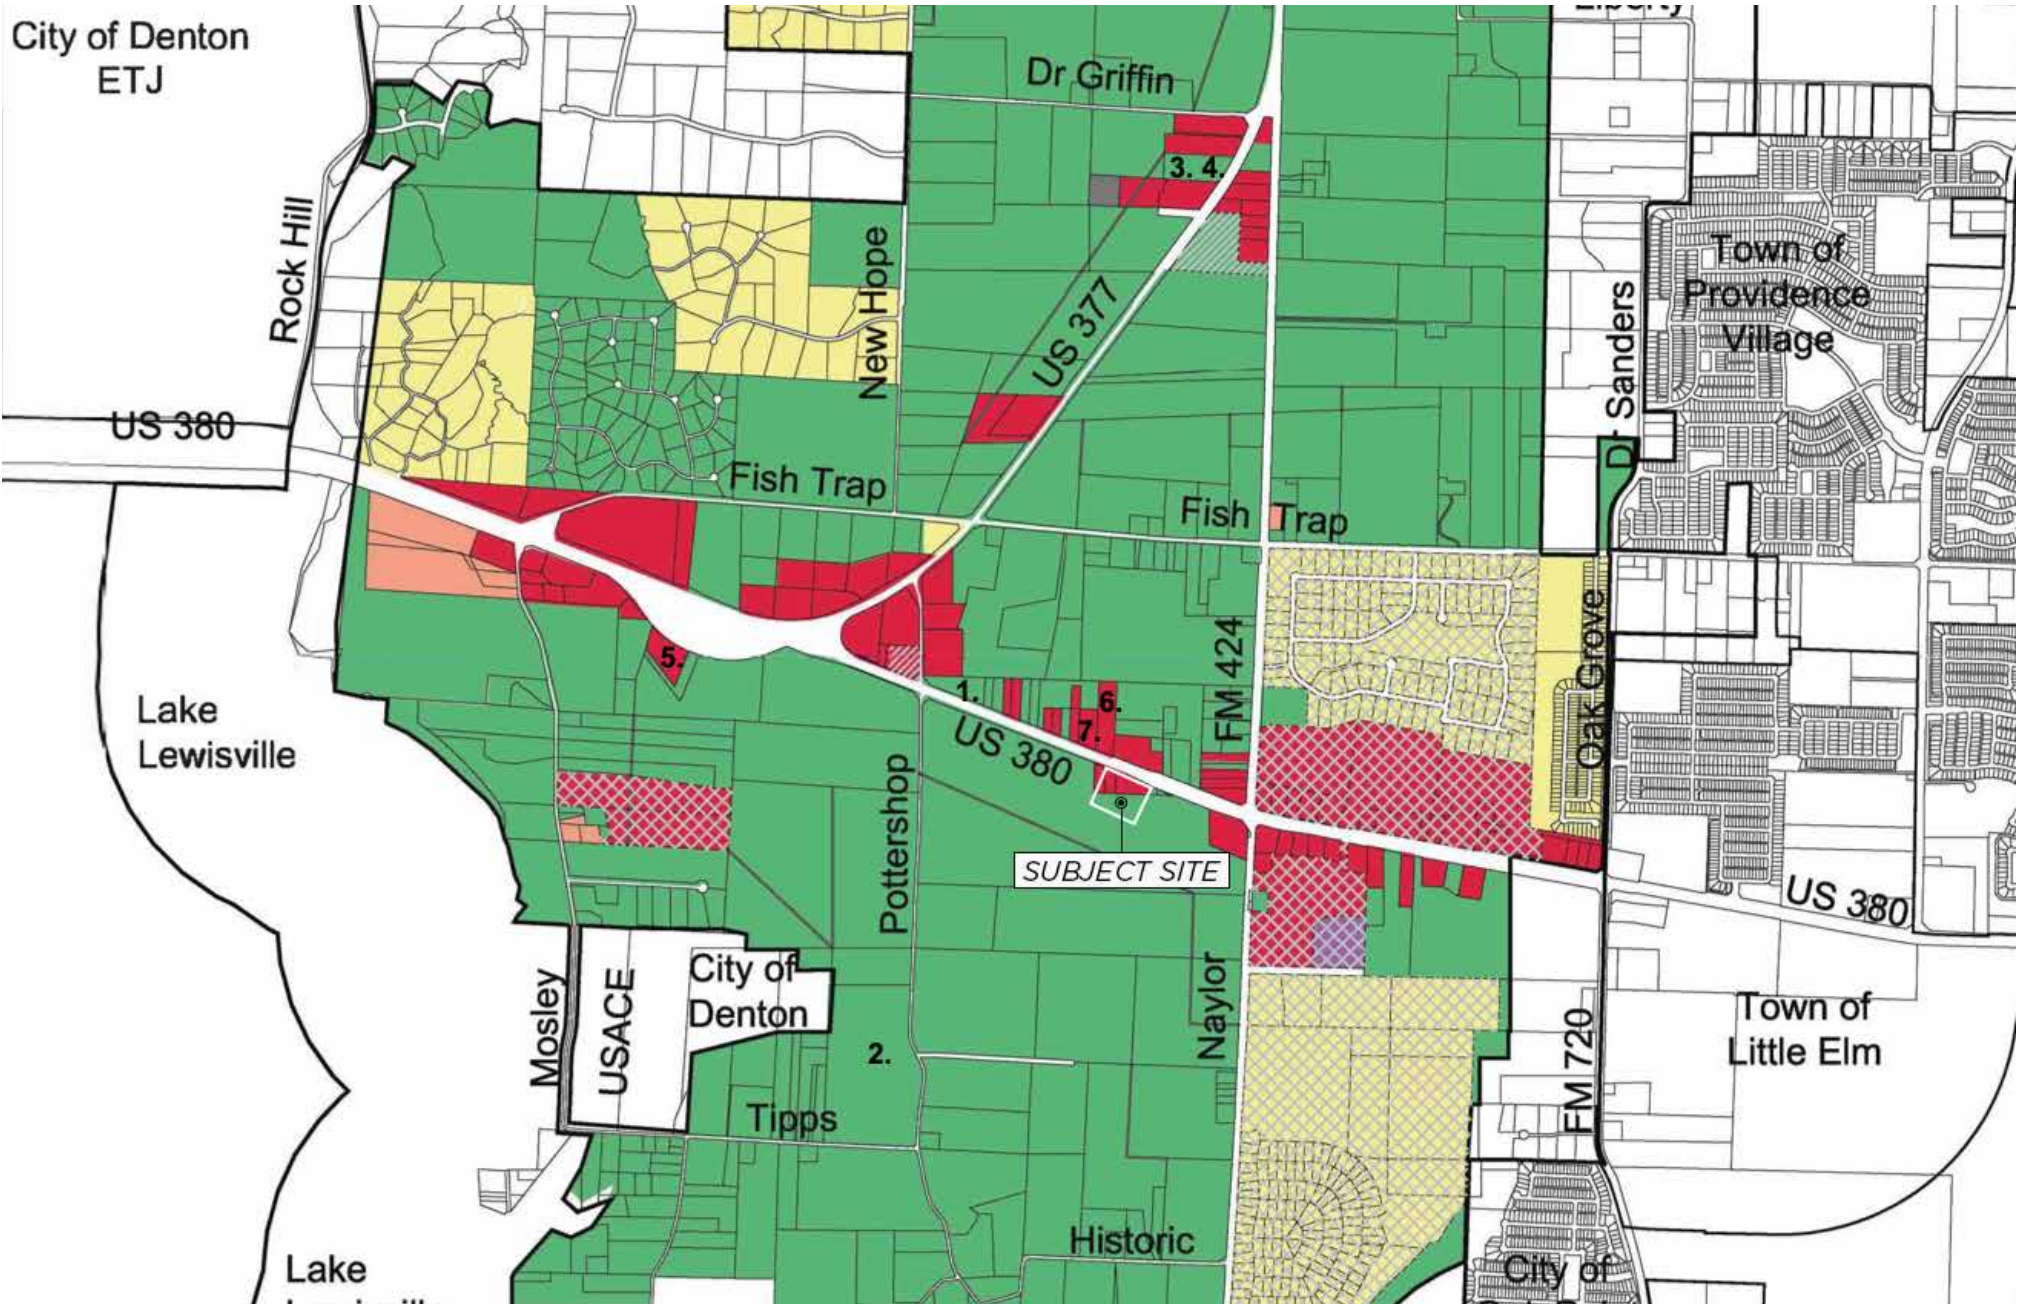 Liberty
City of Denton
ETJ
Dr Griffin
3. 4.
Rock Hill
New Hope
US 377
Dr Sanders
Town of
Providence
Village
US 380
Fish Trap
Fish Trap
Oak Grove
FM 424
5.
1.
6.
7.
US 380
Lake
Lewisville
Pottershop
SUBJECT SITE
US 380
Mosley
USACE
City of
Denton
Naylor
FM 720
Town of
Little Elm
2.
Tipps
Historic
Lake
City of